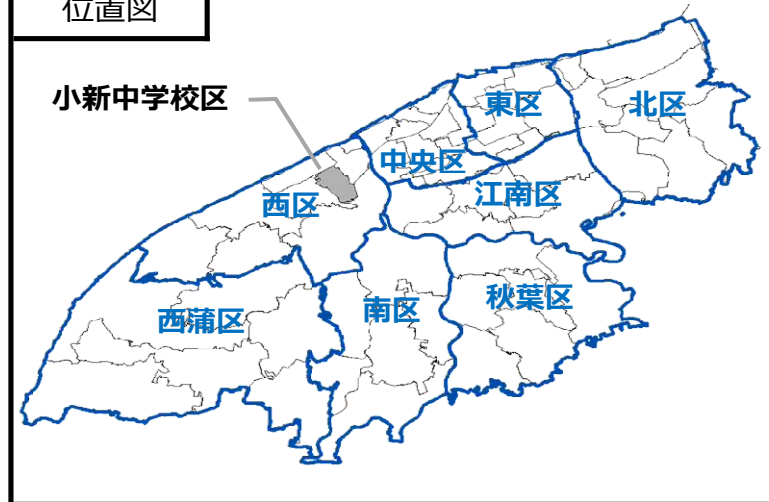 位置図
小新中学校区
東区
北区
中央区
江南区
西区
西蒲区
南区
秋葉区